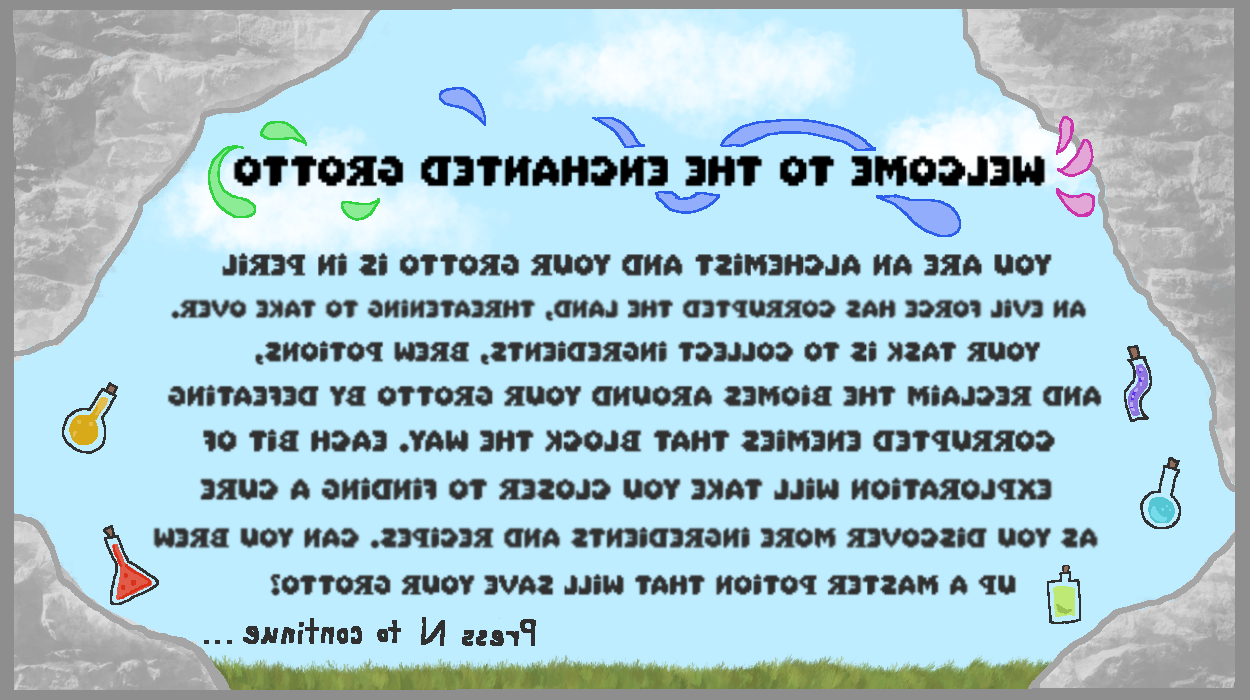 WELCOME TO THE ENCHANTED GROTTO
YOU ARE AN ALCHEMIST AND YOUR GROTTO IS IN PERIL
AN EVIL FORCE HAS CORRUPTED THE LAND, THREATENING TO TAKE OVER.
YOUR TASK IS TO COLLECT INGREDIENTS, BREW POTIONS,
AND RECLAIM THE BIOMES AROUND YOUR GROTTO BY DEFEATING
CORRUPTED ENEMIES THAT BLOCK THE WAY. EACH BIT OF
EXPLORATION WILL TAKE YOU CLOSER TO FINDING A CURE
AS YOU DISCOVER MORE INGREDIENTS AND RECIPES. CAN YOU BREW
UP A MASTER POTION THAT WILL SAVE YOUR GROTTO?
Press N to continue ...